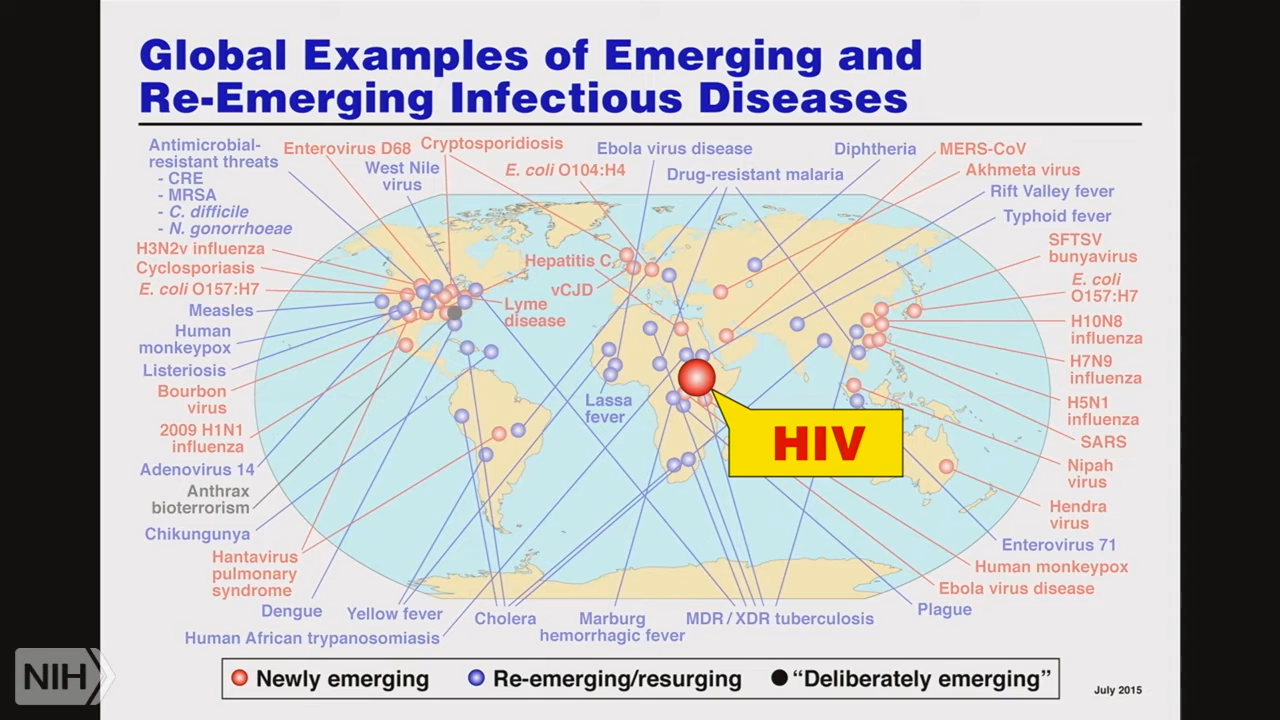 Global Examples of Emerging and
Re-Emerging Infectious Diseases
Antimicrobial-
resistant threats
- CRE
- MRSA
- C. difficile
- N. gonorrhoeae
Enterovirus D68
Cryptosporidiosis
West Nile
virus
E. coli O104:H4
Ebola virus disease
Drug-resistant malaria
Diphtheria
MERS-CoV
Akhmeta virus
Rift Valley fever
Typhoid fever
H3N2v influenza
Cyclosporiasis
E. coli O157:H7
Measles
Human
monkeypox
Listeriosis
Bourbon
virus
2009 H1N1
influenza
Adenovirus 14
Anthrax
bioterrorism
Chikungunya
Hantavirus
pulmonary
syndrome
Dengue
Hepatitis C
vCJD
Lyme
disease
Lassa
fever
HIV
SFTSV
bunyavirus
E. coli
O157:H7
H10N8
influenza
H7N9
influenza
H5N1
influenza
SARS
Nipah
virus
Hendra
virus
Enterovirus 71
Human monkeypox
Ebola virus disease
Plague
Yellow fever
Human African trypanosomiasis
Cholera
Marburg
hemorrhagic fever
MDR / XDR tuberculosis
Newly emerging
Re-emerging/resurging
“Deliberately emerging”
July 2015
NIH